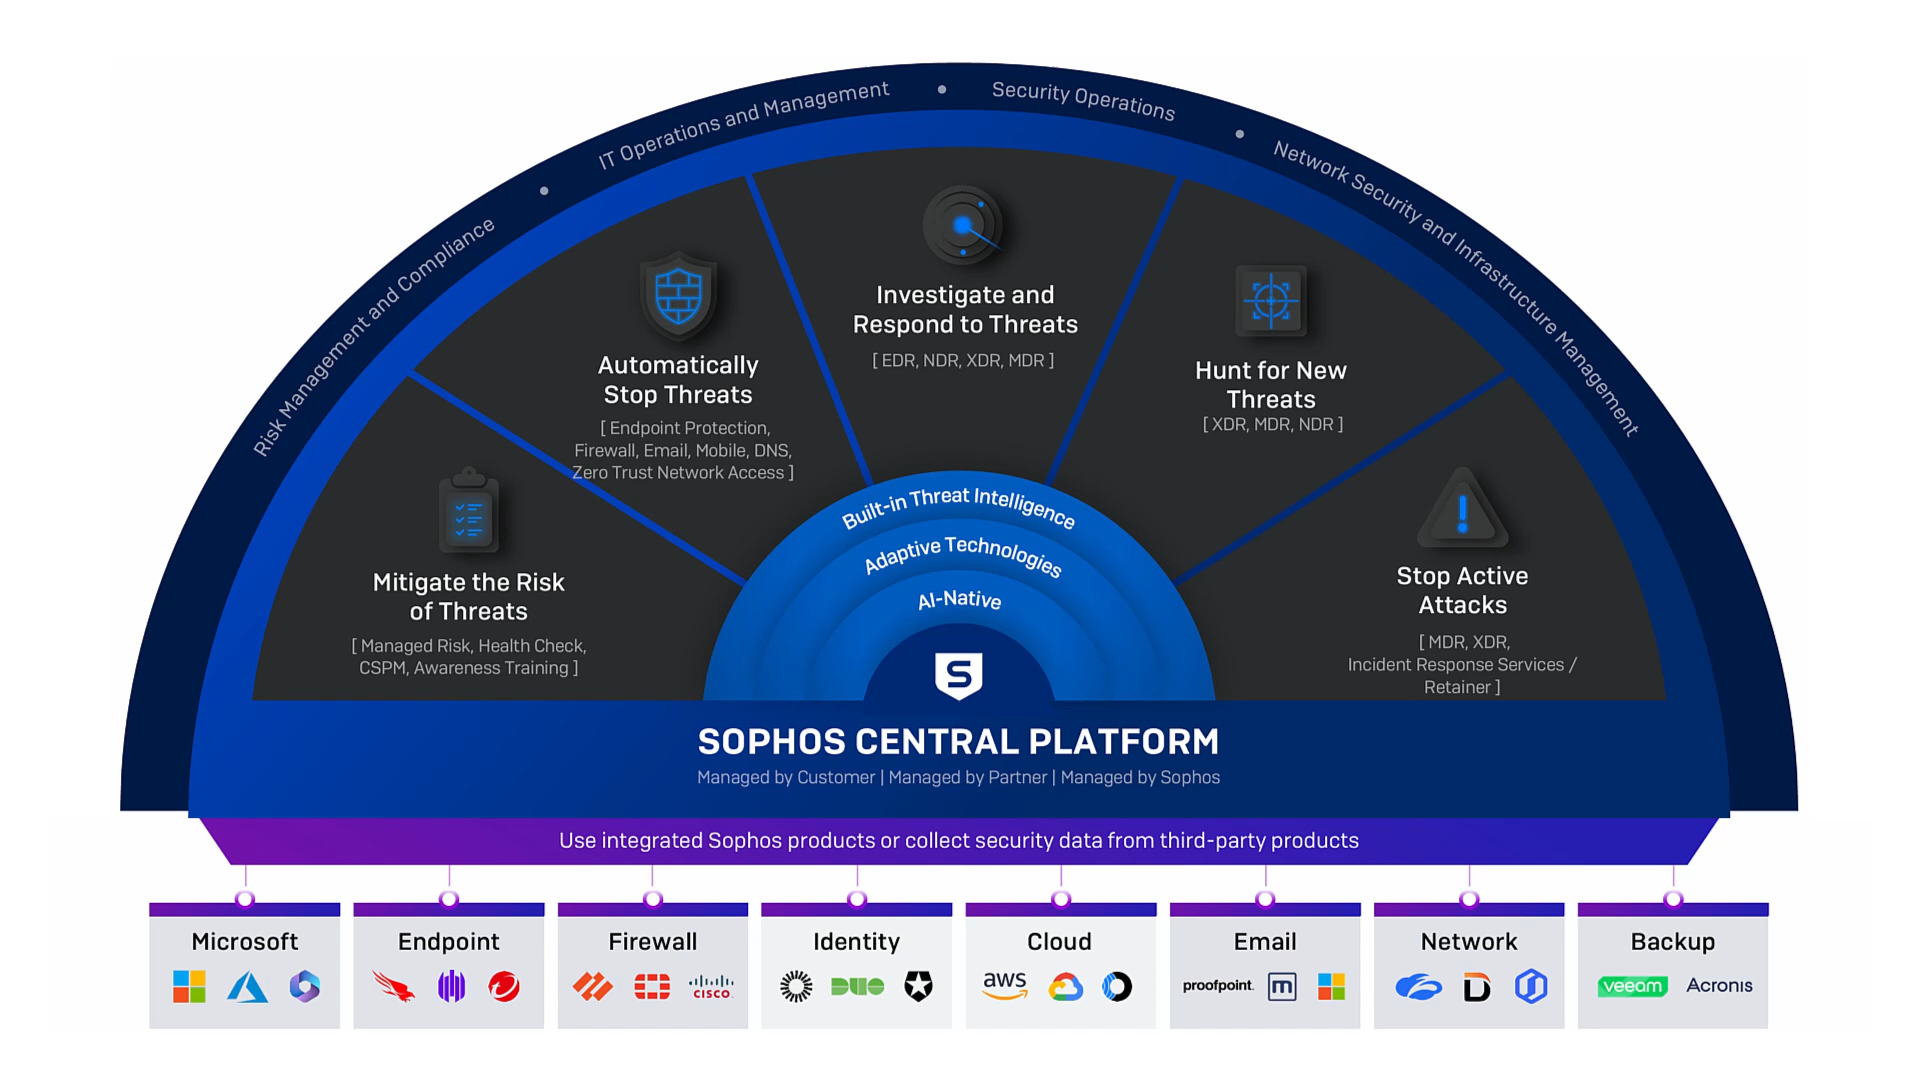 Risk Management and Compliance • IT Operations and Management • Security Operations • Network Security and Infrastructure Management
Mitigate the Risk
of Threats
[ Managed Risk, Health Check,
CSPM, Awareness Training ]
Automatically
Stop Threats
[ Endpoint Protection,
Firewall, Email, Mobile, DNS,
Zero Trust Network Access ]
Investigate and
Respond to Threats
[ EDR, NDR, XDR, MDR ]
Hunt for New
Threats
[ XDR, MDR, NDR ]
Stop Active
Attacks
[ MDR, XDR,
Incident Response Services /
Retainer ]
Built-in Threat Intelligence
Adaptive Technologies
AI-Native
S
SOPHOS CENTRAL PLATFORM
Managed by Customer | Managed by Partner | Managed by Sophos
Use integrated Sophos products or collect security data from third-party products
Microsoft
Endpoint
Firewall
CISCO
Identity
DUO
Cloud
aws
Email
proofpoint.
m
Network
D
Backup
veeam
Acronis